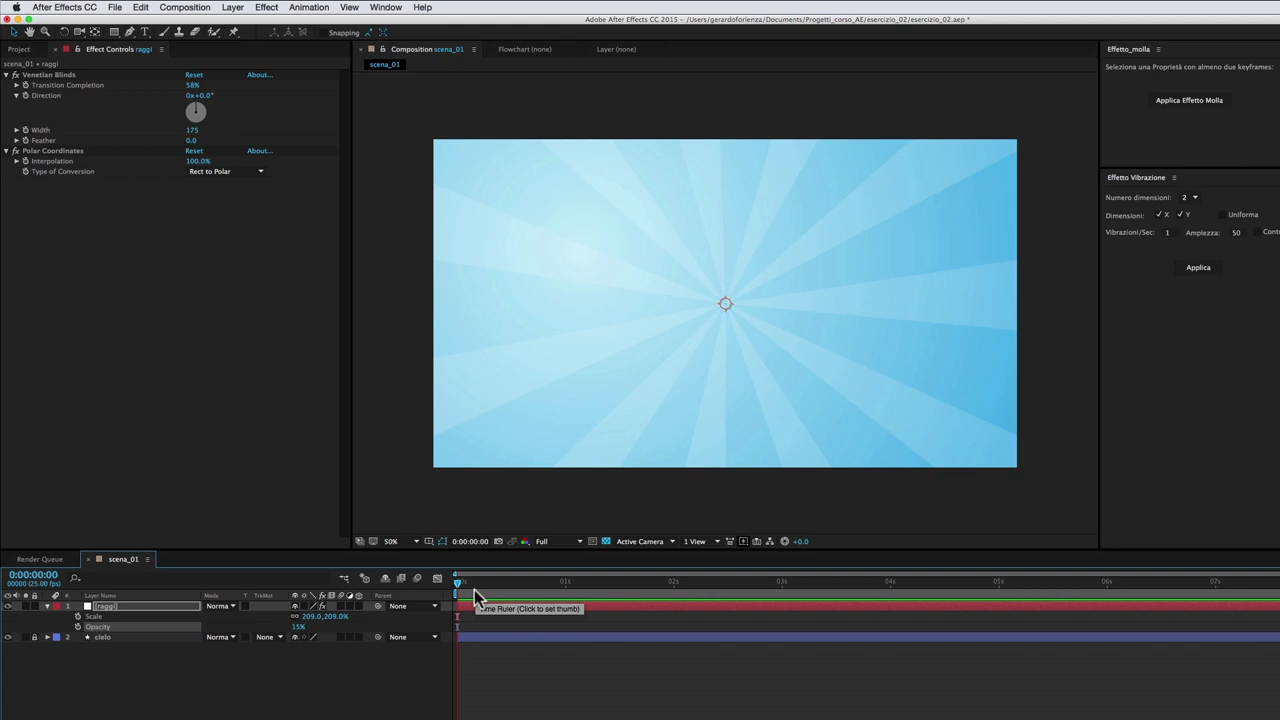 After Effects CC File Edit Composition Layer Effect Animation View Window Help
Adobe After Effects CC 2015 - /Users/gerardoforlenza/Documents/Progetti_corso_AE/esercizio_02/esercizio_02.aep *
Snapping
Project Effect Controls raggi Composition scena_01 Flowchart (none) Layer (none) Effetto_molla
scena_01 • raggi scena_01
Venetian Blinds Reset About...
Transition Completion 58%
Direction 0x+0.0°
Width 175
Feather 0.0
Polar Coordinates Reset About...
Interpolation 100.0%
Type of Conversion Rect to Polar
Seleziona una Proprietà con almeno due keyframes:
Applica Effetto Molla
Effetto Vibrazione
Numero dimensioni: 2
Dimensioni: X Y Uniforma
Vibrazioni/Sec: 1 Ampiezza: 50 Cont
Applica
50% 0:00:00:00 Full Active Camera 1 View +0.0
Render Queue scena_01
0:00:00:00
00000 (25.00 fps)
01s 02s 03s 04s 05s 06s 07s
# Layer Name Mode T TrkMat Parent
1 [raggi] Norma None
ime Ruler (Click to set thumb)
Scale 209.0,209.0%
Opacity 15%
2 cielo Norma None None